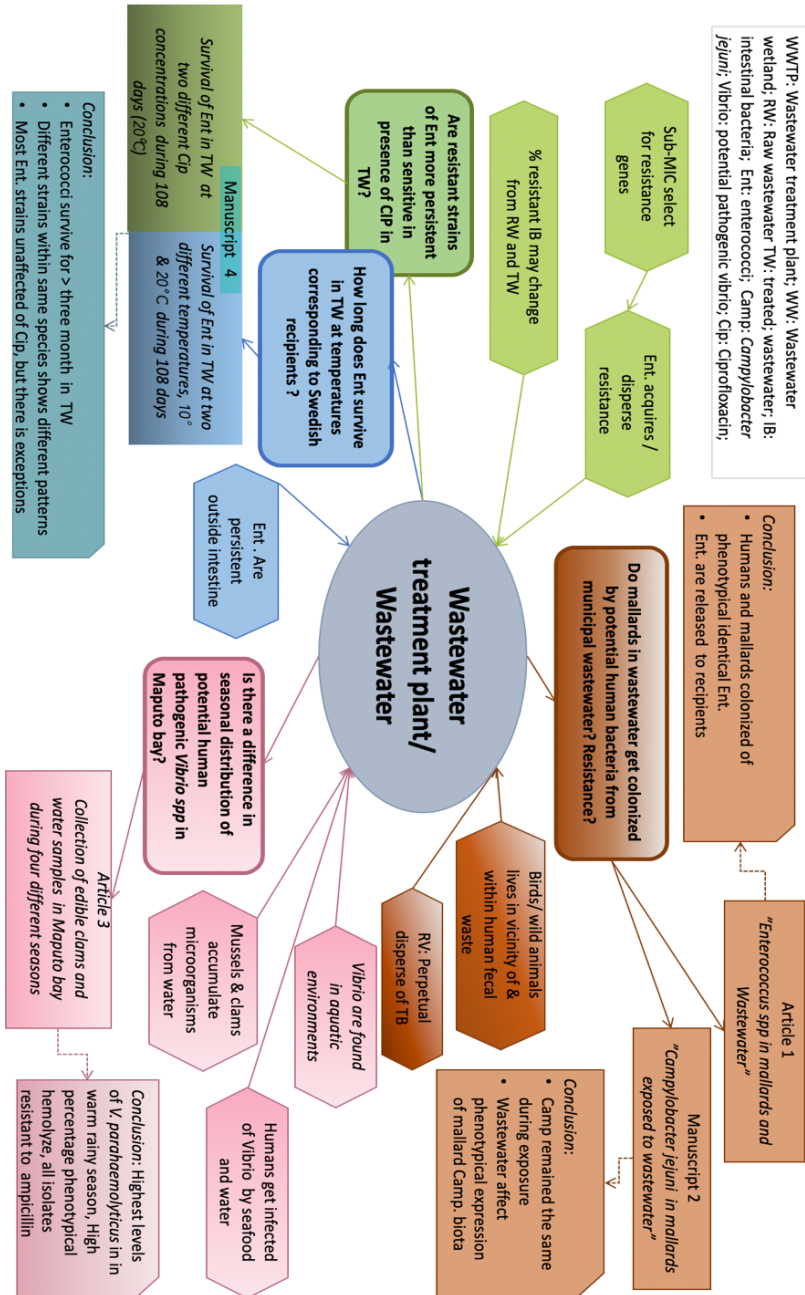 WWTP: Wastewater treatment plant; WW: Wastewater
wetland; RW: Raw wastewater TW: treated; wastewater; IB:
intestinal bacteria; Ent: enterococci; Camp: Campylobacter
jejuni; Vibrio: potential pathogenic vibrio; Cip: Ciprofloxacin;
Sub-MIC select
for resistance
genes
Ent. acquires /
disperse
resistance
% resistant IB may change
from RW and TW
Are resistant strains
of Ent more persistent
than sensitive in
presence of CIP in
TW?
Survival of Ent in TW at
two different Cip
concentrations during 108
days (20°C)
Manuscript 4
Survival of Ent in TW at two
different temperatures, 10°
& 20°C during 108 days
How long does Ent survive
in TW at temperatures
corresponding to Swedish
recipients ?
Conclusion:
• Enterococci survive for > three month in TW
• Different strains within same species shows different patterns
• Most Ent. strains unaffected of Cip, but there is exceptions
Ent . Are
persistent
outside intestine
Wastewater
treatment plant/
Wastewater
Conclusion:
• Humans and mallards colonized of
phenotypical identical Ent.
• Ent. are released to recipients
Do mallards in wastewater get colonized
by potential human bacteria from
municipal wastewater? Resistance?
Article 1
"Enterococcus spp in mallards and
Wastewater"
Manuscript 2
"Campylobacter jejuni in mallards
exposed to wastewater"
Conclusion:
• Camp remained the same
during exposure
• Wastewater affect
phenotypical expression
of mallard Camp. biota
Birds/ wild animals
lives in vicinity of &
within human fecal
waste
RV: Perpetual
disperse of TB
Vibrio are found
in aquatic
environments
Mussels & clams
accumulate
microorganisms
from water
Humans get infected
of Vibrio by seafood
and water
Is there a difference in
seasonal distribution of
potential human
pathogenic Vibrio spp in
Maputo bay?
Article 3
Collection of edible clams and
water samples in Maputo bay
during four different seasons
Conclusion: Highest levels
of V. parahaemolyticus in in
warm rainy season, High
percentage phenotypical
hemolyze, all isolates
resistant to ampicillin